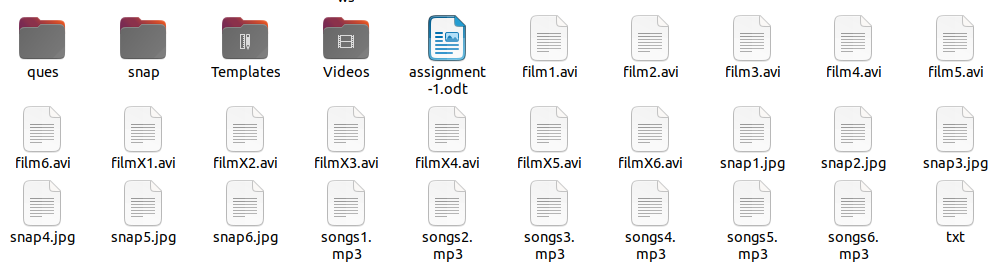 ques snap Templates Videos assignment film1.avi film2.avi film3.avi film4.avi film5.avi
-1.odt
film6.avi filmX1.avi filmX2.avi filmX3.avi filmX4.avi filmX5.avi filmX6.avi snap1.jpg snap2.jpg snap3.jpg
snap4.jpg snap5.jpg snap6.jpg songs1. songs2. songs3. songs4. songs5. songs6. txt
mp3 mp3 mp3 mp3 mp3 mp3